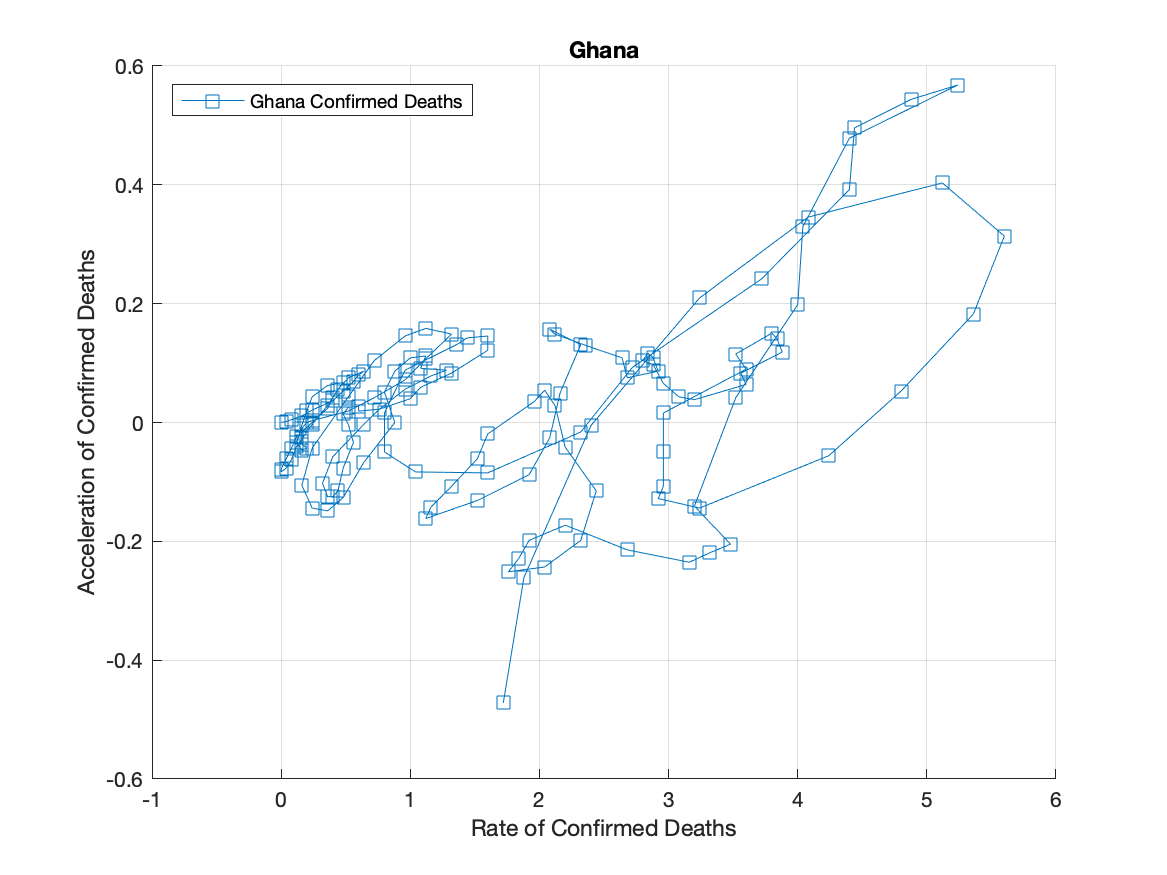 Ghana
Ghana Confirmed Deaths
0.6
0.4
0.2
0
-0.2
-0.4
-0.6
Acceleration of Confirmed Deaths
-1 0 1 2 3 4 5 6
Rate of Confirmed Deaths